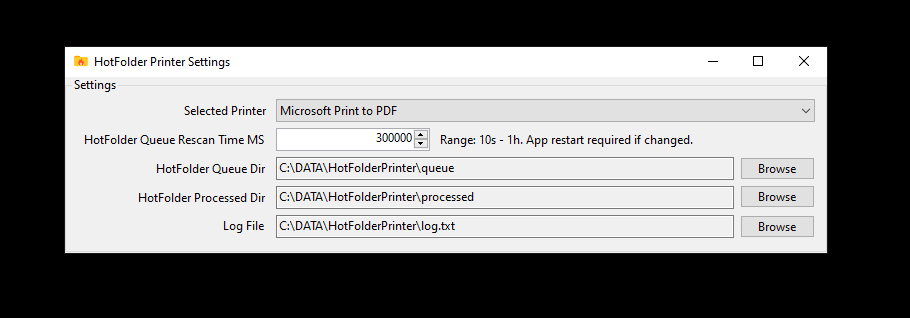 HotFolder Printer Settings
Settings
Selected Printer Microsoft Print to PDF
HotFolder Queue Rescan Time MS 300000 Range: 10s - 1h. App restart required if changed.
HotFolder Queue Dir C:\DATA\HotFolderPrinter\queue Browse
HotFolder Processed Dir C:\DATA\HotFolderPrinter\processed Browse
Log File C:\DATA\HotFolderPrinter\log.txt Browse